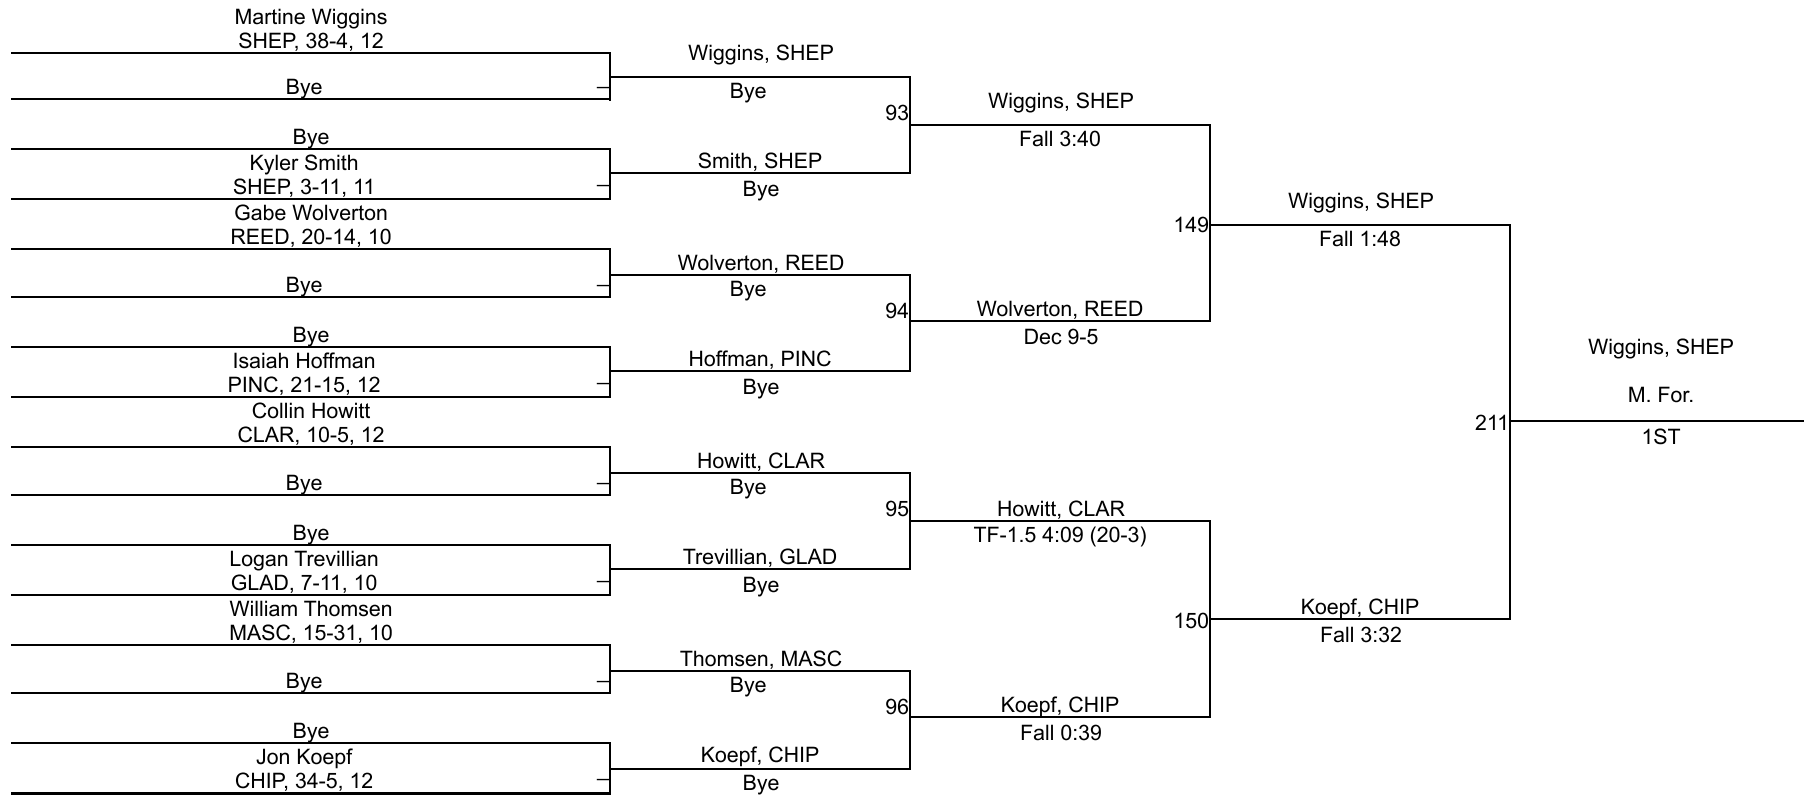 Martine Wiggins
SHEP, 38-4, 12
Bye
Bye
Kyler Smith
SHEP, 3-11, 11
Gabe Wolverton
REED, 20-14, 10
Bye
Bye
Isaiah Hoffman
PINC, 21-15, 12
Collin Howitt
CLAR, 10-5, 12
Bye
Bye
Logan Trevillian
GLAD, 7-11, 10
William Thomsen
MASC, 15-31, 10
Bye
Bye
Jon Koepf
CHIP, 34-5, 12
Wiggins, SHEP
Bye
93
Smith, SHEP
Bye
Wolverton, REED
Bye
94
Hoffman, PINC
Bye
Howitt, CLAR
Bye
95
Trevillian, GLAD
Bye
Thomsen, MASC
Bye
96
Koepf, CHIP
Bye
Wiggins, SHEP
Fall 3:40
149
Wolverton, REED
Dec 9-5
Howitt, CLAR
TF-1.5 4:09 (20-3)
150
Koepf, CHIP
Fall 0:39
Wiggins, SHEP
Fall 1:48
211
Koepf, CHIP
Fall 3:32
Wiggins, SHEP
M. For.
1ST